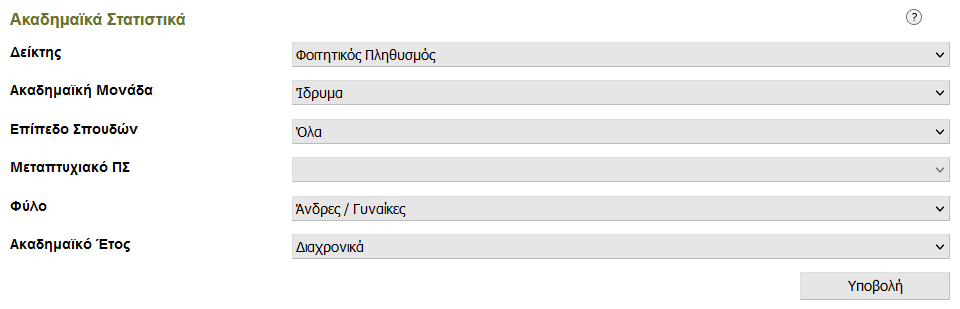 Ακαδημαϊκά Στατιστικά ?
Δείκτης Φοιτητικός Πληθυσμός
Ακαδημαϊκή Μονάδα Ίδρυμα
Επίπεδο Σπουδών Όλα
Μεταπτυχιακό ΠΣ
Φύλο Άνδρες / Γυναίκες
Ακαδημαϊκό Έτος Διαχρονικά
Υποβολή